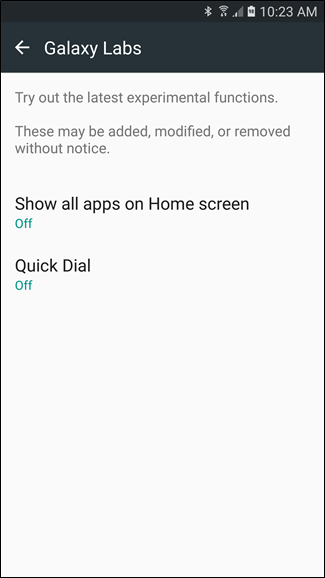 10:23 AM
Galaxy Labs
Try out the latest experimental functions.
These may be added, modified, or removed
without notice.
Show all apps on Home screen
Off
Quick Dial
Off